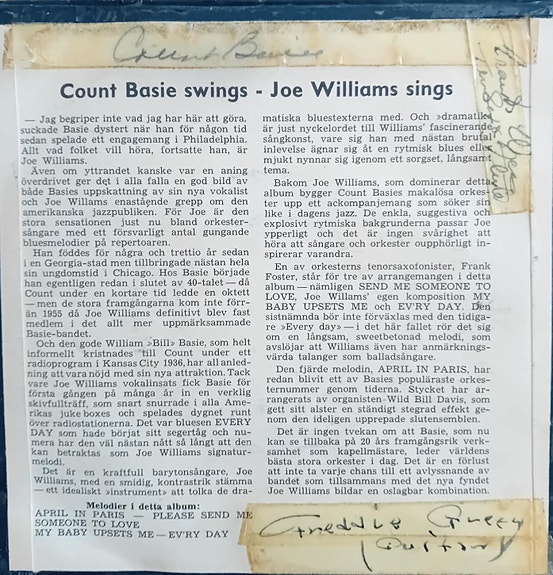 Count Basie
Count Basie swings - Joe Williams sings
— Jag begriper inte vad jag har här att göra.
suckade Basie dystert när han för någon tid
sedan spelade ett engagemang i Philadelphia.
Allt vad folket vill höra, fortsatte han, är
Joe Williams.
Även om yttrandet kanske var en aning
överdrivet ger det i alla falla en god bild av
både Basies uppskattning av sin nya vokalist
och Joe Willams enastående grepp om den
amerikanska jazzpubliken. För Joe är den
stora sensationen just nu bland orkester-
sångare med ett försvarligt antal gungande
bluesmelodier på repertoaren.
Han föddes för några och trettio år sedan
i en Georgia-stad men tillbringade nästan hela
sin ungdomstid i Chicago. Hos Basie började
han egentligen redan i slutet av 40-talet — då
Count under en kortare tid ledde en oktett
— men de stora framgångarna kom inte förr-
än 1955 då Joe Williams definitivt blev fast
medlem i det allt mer uppmärksammade
Basie-bandet.
Och den gode William »Bill» Basie, som helt
informellt kristnades till Count under ett
radioprogram i Kansas City 1936, har all anled-
ning att vara nöjd med sin nya attraktion. Tack
vare Joe Williams vokalinsats fick Basie för
första gången på många år in en verklig
skivfullträff, som snart snurrade i alla Ame-
rikas juke boxes och spelades dygnet runt
över radiostationerna. Det var bluesen EVERY
DAY som hade börit sitt segertåg och nu-
mera har den väl nästan nått så långt att den
kan betraktas som Joe Williams signatur-
melodi.
Det är en kraftfull barytonsångare, Joe
Williams, med en smidig, kontrastrik stämma
— ett idealiskt »instrument» att tolka de dra-
matiska bluestexterna med. Och »dramatik»
är just nyckelordet till Williams' fascinerande
sångkonst, vare sig han med nästan brutal
inlevelse ägnar sig åt en rytmisk blues eller
mjukt nynnar sig igenom ett sorgset, långsamt
tema.
Bakom Joe Williams, som dominerar detta
album bygger Count Basies makalösa orkes-
ter upp ett ackompanjemang som söker sin
like i dagens jazz. De enkla, suggestiva och
explosivt rytmiska bakgrunderna passar Joe
ypperligt och det är ingen svårighet att
höra att sångare och orkester oupphörligt in-
spirerar varandra.
En av orkesterns tenorsaxofonister, Frank
Foster, står för tre av arrangemangen i detta
album — nämligen SEND ME SOMEONE TO
LOVE, Joe Willams' egen komposition MY
BABY UPSETS ME och EV'RY DAY. Den
sistnämnda bör inte förväxlas med den tidiga-
re »Every day» — i det här fallet rör det sig
om en långsam, sweetbetonad melodi, som
avslöjar att Williams även har anmärknings-
värda talanger som balladsångare.
Den fjärde melodin, APRIL IN PARIS, har
redan blivit ett av Basies populäraste orkes-
ternummer genom tiderna. Stycket har ar-
rangerats av organisten Wild Bill Davis, som
gett sitt alster en ständigt stegrad effekt ge-
nom den ideligen upprepade slutensemblen.
Det är ingen tvekan om att Basie, som nu
kan se tillbaka på 20 års framgångsrik verk-
samhet som kapellmästare, leder världens
bästa stora orkester i dag. Det är en förlust
att inte ta varje chans till ett avlyssnande av
bandet som tillsammans med det nya fyndet
Joe Williams bildar en oslagbar kombination.
Melodier i detta album:
APRIL IN PARIS — PLEASE SEND ME
SOMEONE TO LOVE
MY BABY UPSETS ME — EV'RY DAY
Freddie Green
(guitar)